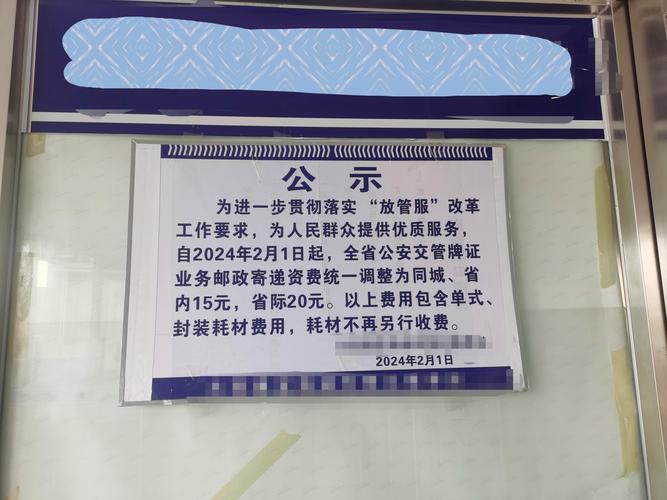 公示
为进一步贯彻落实“放管服”改革
工作要求，为人民群众提供优质服务，
自2024年2月1日起，全省公安交管牌证
业务邮政寄递资费统一调整为同城、省
内15元，省际20元。以上费用包含单式、
封装耗材费用，耗材不再另行收费。
2024年2月1日